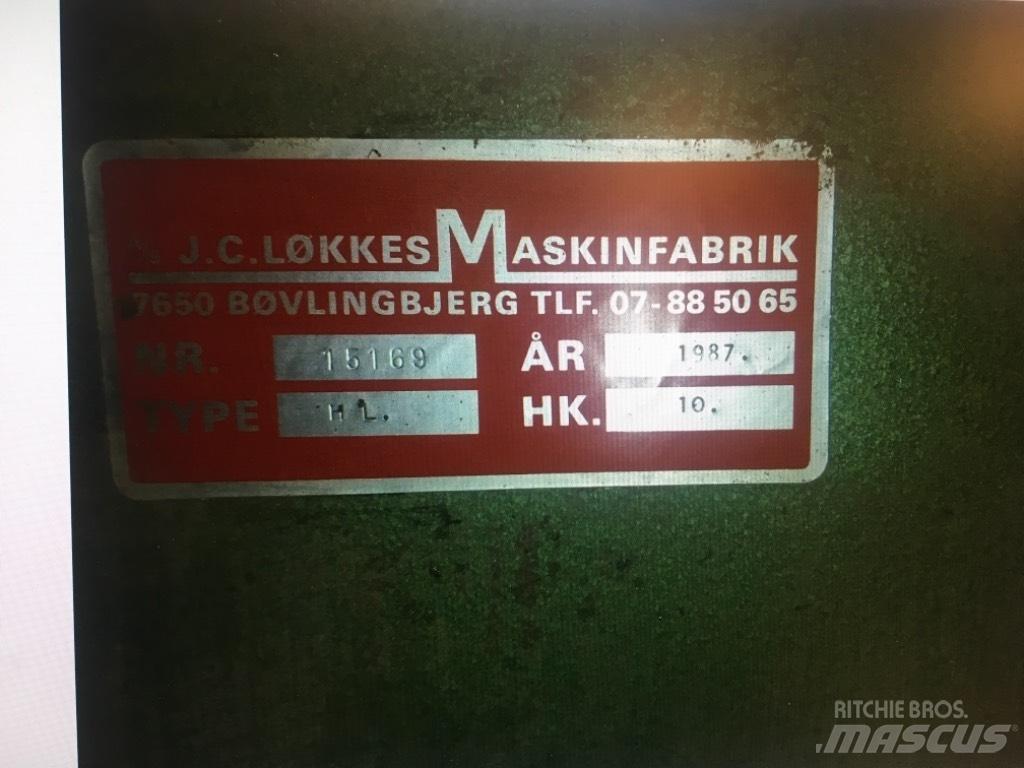 A/S J.C. LØKKES MASKINFABRIK
7650 BØVLINGBJERG TLF. 07-88 50 65
NR. 15169 ÅR 1987.
TYPE HL. HK. 10.
RITCHIE BROS.
.MASCUS